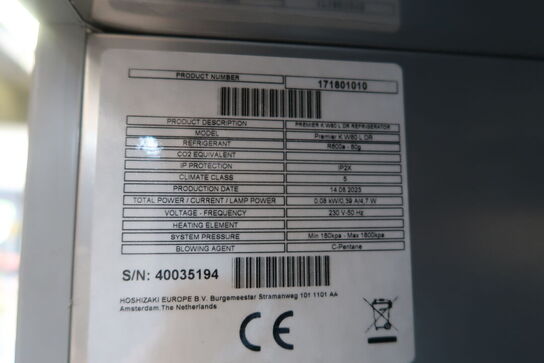 PRODUCT NUMBER 171801010
PRODUCT DESCRIPTION PREMIER K W80 L DR REFRIGERATOR
MODEL Premier K W80 L DR
REFRIGERANT R600a - 80g
CO2 EQUIVALENT
IP PROTECTION IP2X
CLIMATE CLASS 5
PRODUCTION DATE 14 06 2023
TOTAL POWER / CURRENT / LAMP POWER 0.08 kW/0.39 A/4,7 W
VOLTAGE - FREQUENCY 230 V-50 Hz
HEATING ELEMENT
SYSTEM PRESSURE Min 180kpa - Max 1800kpa
BLOWING AGENT C-Pentane
S/N: 40035194
HOSHIZAKI EUROPE B.V. Burgemeester Stramanweg 101 1101 AA
Amsterdam The Netherlands
CE